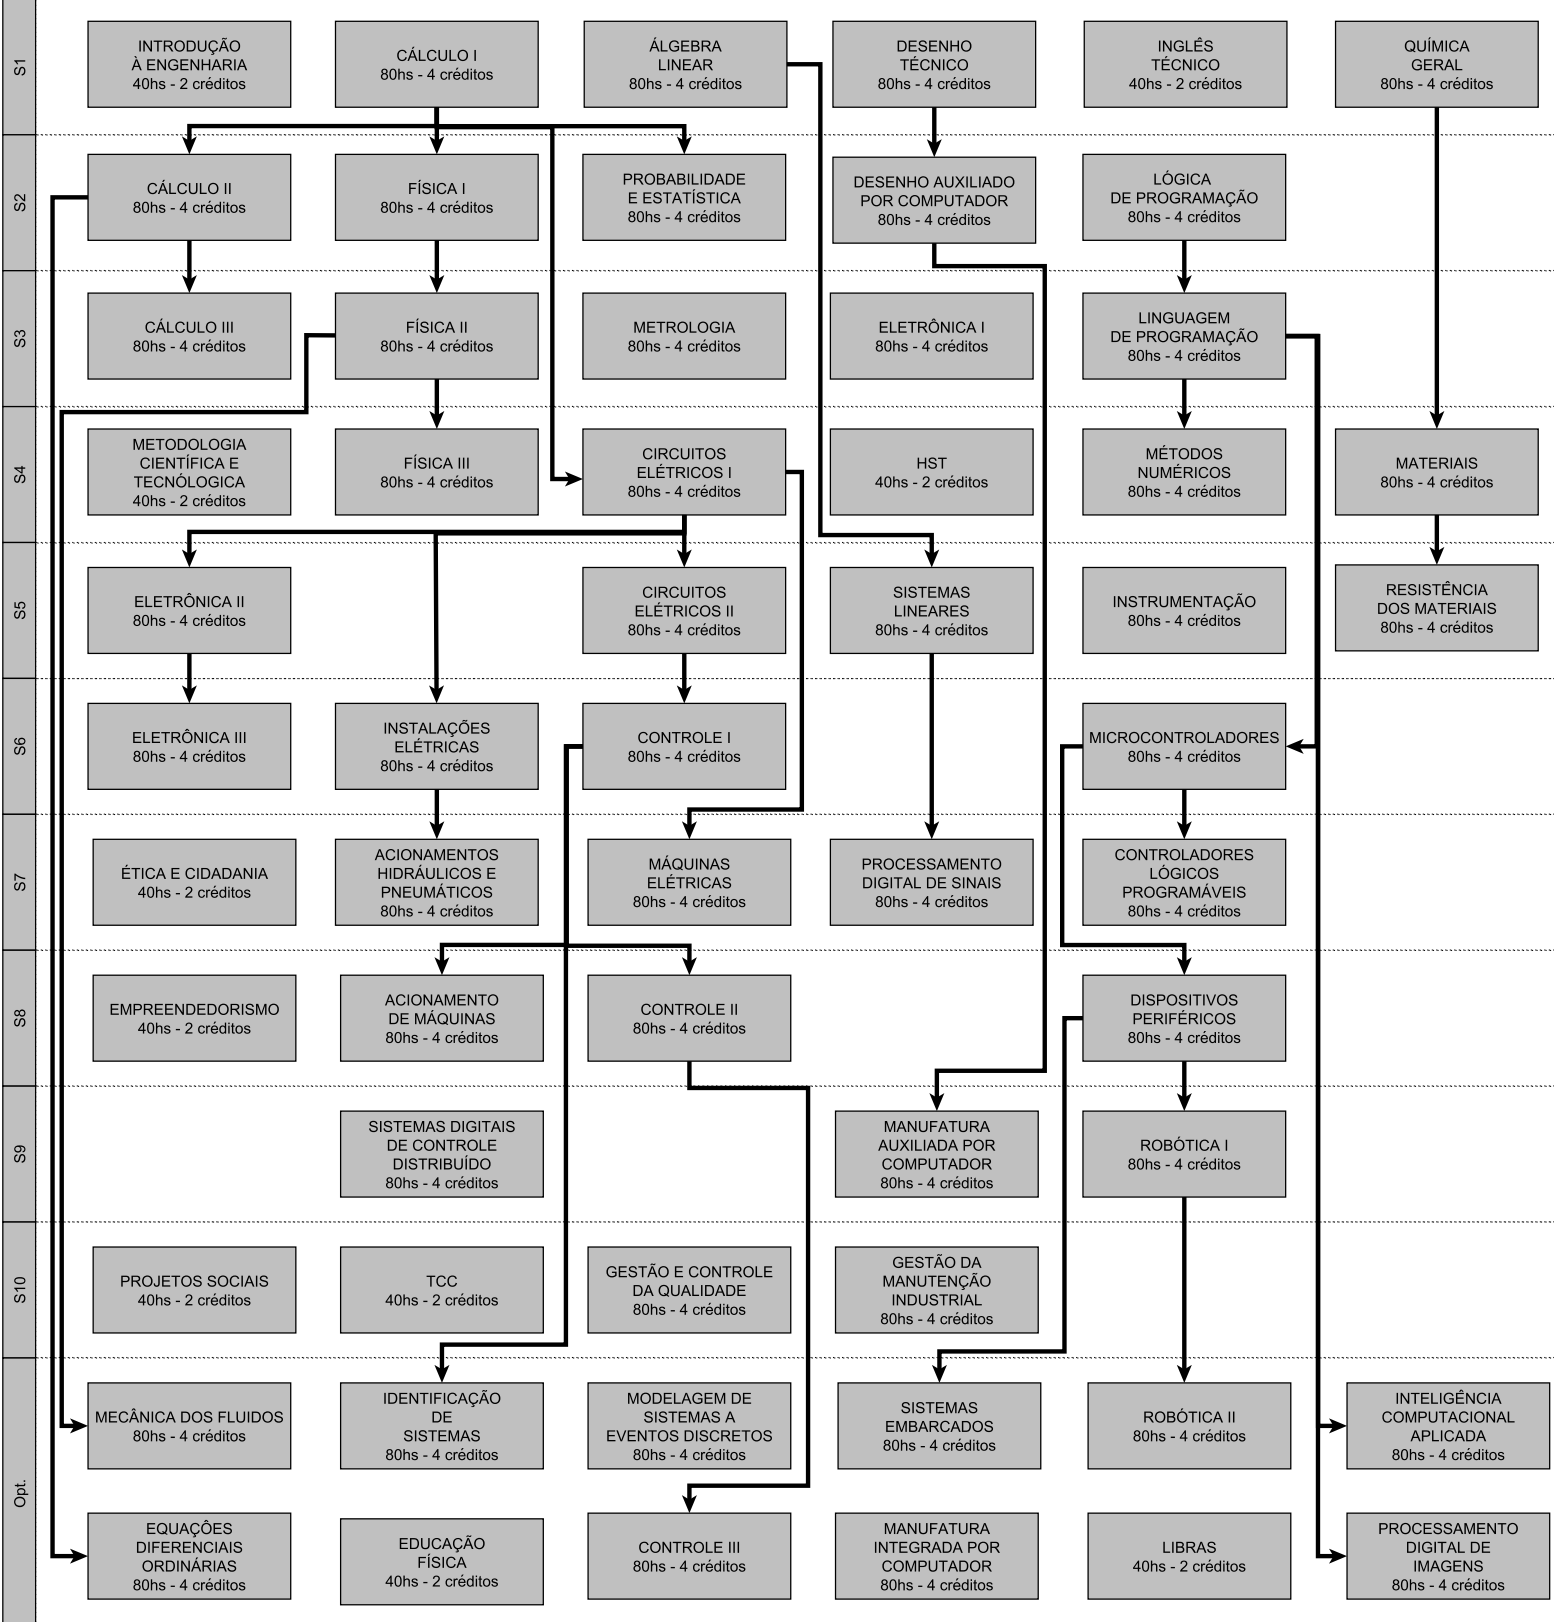 S1
INTRODUÇÃO
À ENGENHARIA
40hs - 2 créditos
CÁLCULO I
80hs - 4 créditos
ÁLGEBRA
LINEAR
80hs - 4 créditos
DESENHO
TÉCNICO
80hs - 4 créditos
INGLÊS
TÉCNICO
40hs - 2 créditos
QUÍMICA
GERAL
80hs - 4 créditos
S2
CÁLCULO II
80hs - 4 créditos
FÍSICA I
80hs - 4 créditos
PROBABILIDADE
E ESTATÍSTICA
80hs - 4 créditos
DESENHO AUXILIADO
POR COMPUTADOR
80hs - 4 créditos
LÓGICA
DE PROGRAMAÇÃO
80hs - 4 créditos
S3
CÁLCULO III
80hs - 4 créditos
FÍSICA II
80hs - 4 créditos
METROLOGIA
80hs - 4 créditos
ELETRÔNICA I
80hs - 4 créditos
LINGUAGEM
DE PROGRAMAÇÃO
80hs - 4 créditos
S4
METODOLOGIA
CIENTÍFICA E
TECNÓLOGICA
40hs - 2 créditos
FÍSICA III
80hs - 4 créditos
CIRCUITOS
ELÉTRICOS I
80hs - 4 créditos
HST
40hs - 2 créditos
MÉTODOS
NUMÉRICOS
80hs - 4 créditos
MATERIAIS
80hs - 4 créditos
S5
ELETRÔNICA II
80hs - 4 créditos
CIRCUITOS
ELÉTRICOS II
80hs - 4 créditos
SISTEMAS
LINEARES
80hs - 4 créditos
INSTRUMENTAÇÃO
80hs - 4 créditos
RESISTÊNCIA
DOS MATERIAIS
80hs - 4 créditos
S6
ELETRÔNICA III
80hs - 4 créditos
INSTALAÇÕES
ELÉTRICAS
80hs - 4 créditos
CONTROLE I
80hs - 4 créditos
MICROCONTROLADORES
80hs - 4 créditos
S7
ÉTICA E CIDADANIA
40hs - 2 créditos
ACIONAMENTOS
HIDRÁULICOS E
PNEUMÁTICOS
80hs - 4 créditos
MÁQUINAS
ELÉTRICAS
80hs - 4 créditos
PROCESSAMENTO
DIGITAL DE SINAIS
80hs - 4 créditos
CONTROLADORES
LÓGICOS
PROGRAMÁVEIS
80hs - 4 créditos
S8
EMPREENDEDORISMO
40hs - 2 créditos
ACIONAMENTO
DE MÁQUINAS
80hs - 4 créditos
CONTROLE II
80hs - 4 créditos
DISPOSITIVOS
PERIFÉRICOS
80hs - 4 créditos
S9
SISTEMAS DIGITAIS
DE CONTROLE
DISTRIBUÍDO
80hs - 4 créditos
MANUFATURA
AUXILIADA POR
COMPUTADOR
80hs - 4 créditos
ROBÓTICA I
80hs - 4 créditos
S10
PROJETOS SOCIAIS
40hs - 2 créditos
TCC
40hs - 2 créditos
GESTÃO E CONTROLE
DA QUALIDADE
80hs - 4 créditos
GESTÃO DA
MANUTENÇÃO
INDUSTRIAL
80hs - 4 créditos
Opt.
MECÂNICA DOS FLUIDOS
80hs - 4 créditos
IDENTIFICAÇÃO
DE
SISTEMAS
80hs - 4 créditos
MODELAGEM DE
SISTEMAS A
EVENTOS DISCRETOS
80hs - 4 créditos
SISTEMAS
EMBARCADOS
80hs - 4 créditos
ROBÓTICA II
80hs - 4 créditos
INTELIGÊNCIA
COMPUTACIONAL
APLICADA
80hs - 4 créditos
EQUAÇÔES
DIFERENCIAIS
ORDINÁRIAS
80hs - 4 créditos
EDUCAÇÃO
FÍSICA
40hs - 2 créditos
CONTROLE III
80hs - 4 créditos
MANUFATURA
INTEGRADA POR
COMPUTADOR
80hs - 4 créditos
LIBRAS
40hs - 2 créditos
PROCESSAMENTO
DIGITAL DE
IMAGENS
80hs - 4 créditos